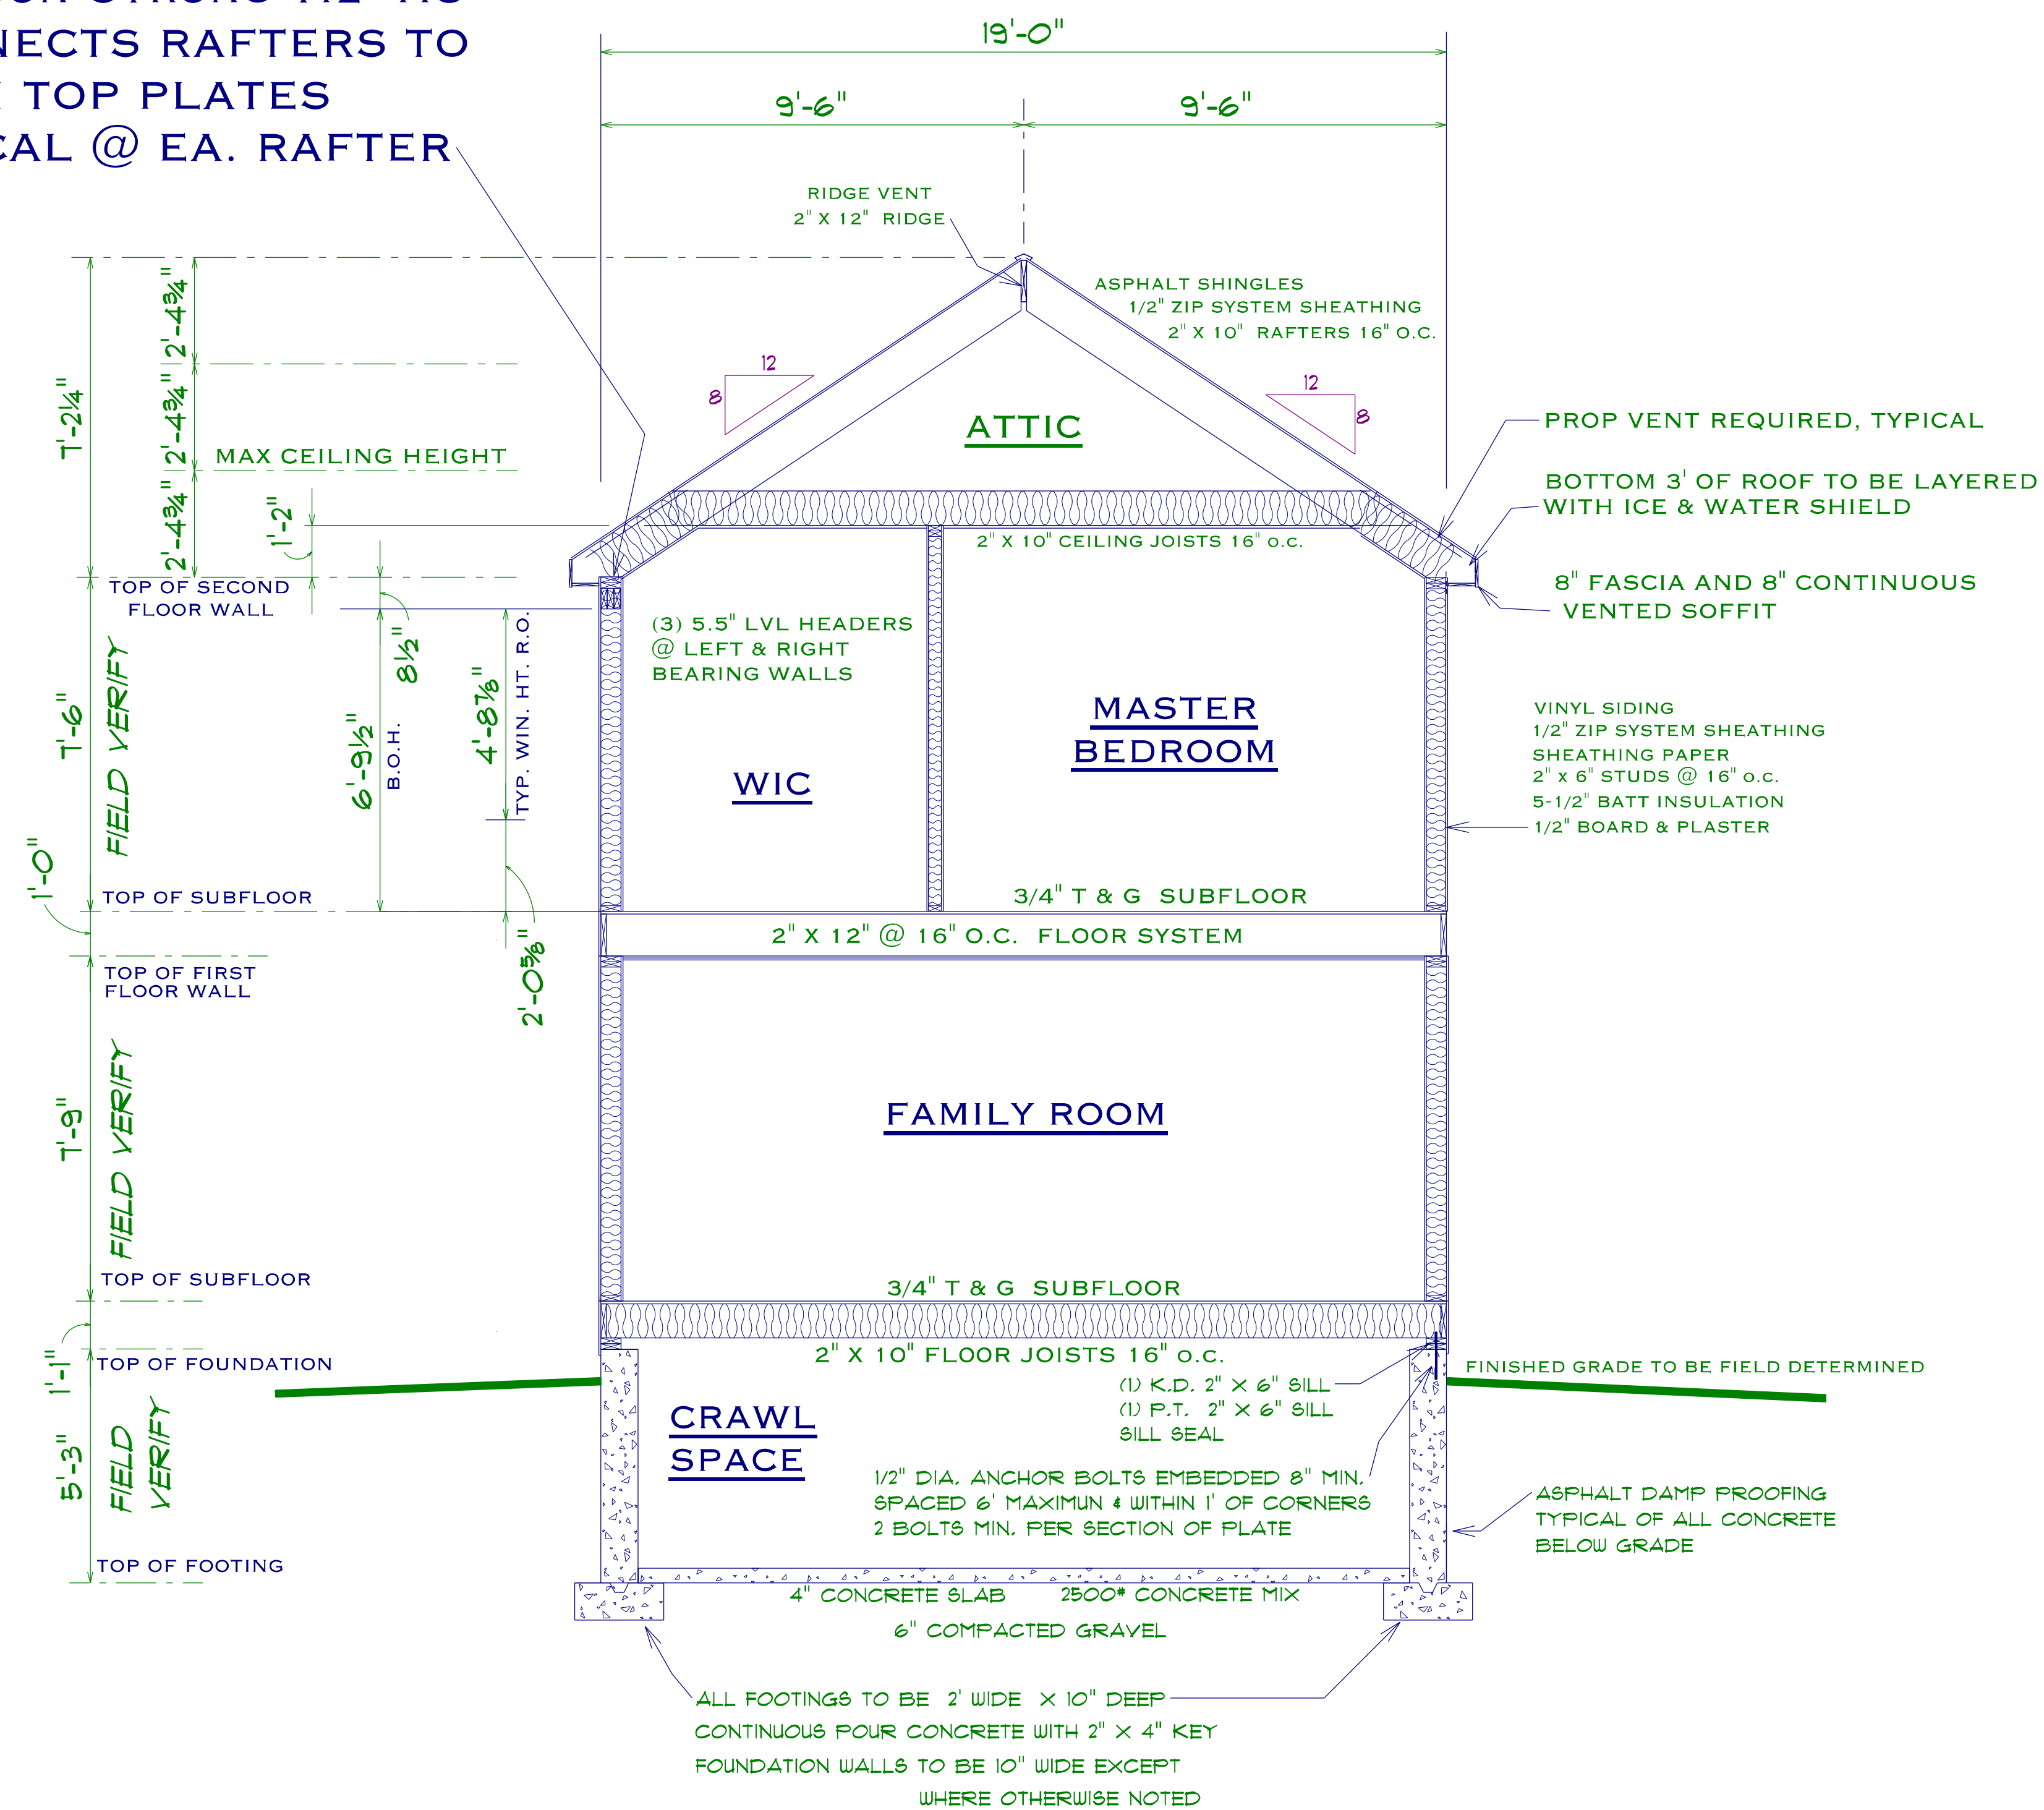 NECTS RAFTERS TO
TOP PLATES
CAL @ EA. RAFTER
19'-0"
9'-6"
9'-6"
RIDGE VENT
2" X 12" RIDGE
ASPHALT SHINGLES
1/2" ZIP SYSTEM SHEATHING
2" X 10" RAFTERS 16" O.C.
12
8
12
8
ATTIC
7'-2¼"
2'-4¾"
2'-4¾"
2'-4¾"
MAX CEILING HEIGHT
1'-2"
PROP VENT REQUIRED, TYPICAL
BOTTOM 3' OF ROOF TO BE LAYERED
WITH ICE & WATER SHIELD
8" FASCIA AND 8" CONTINUOUS
VENTED SOFFIT
2" X 10" CEILING JOISTS 16" O.C.
TOP OF SECOND
FLOOR WALL
(3) 5.5" LVL HEADERS
@ LEFT & RIGHT
BEARING WALLS
7'-6"
FIELD VERIFY
8½"
6'-9½"
B.O.H.
4'-8⅞"
TYP. WIN. HT. R.O.
2'-0⅝"
MASTER
BEDROOM
WIC
VINYL SIDING
1/2" ZIP SYSTEM SHEATHING
SHEATHING PAPER
2" X 6" STUDS @ 16" O.C.
5-1/2" BATT INSULATION
1/2" BOARD & PLASTER
1'-0"
TOP OF SUBFLOOR
3/4" T & G SUBFLOOR
2" X 12" @ 16" O.C. FLOOR SYSTEM
TOP OF FIRST
FLOOR WALL
7'-9"
FIELD VERIFY
FAMILY ROOM
TOP OF SUBFLOOR
3/4" T & G SUBFLOOR
1'-1"
TOP OF FOUNDATION
2" X 10" FLOOR JOISTS 16" O.C.
FINISHED GRADE TO BE FIELD DETERMINED
(1) K.D. 2" X 6" SILL
(1) P.T. 2" X 6" SILL
SILL SEAL
CRAWL
SPACE
5'-3"
FIELD
VERIFY
1/2" DIA. ANCHOR BOLTS EMBEDDED 8" MIN.
SPACED 6' MAXIMUN & WITHIN 1' OF CORNERS
2 BOLTS MIN. PER SECTION OF PLATE
ASPHALT DAMP PROOFING
TYPICAL OF ALL CONCRETE
BELOW GRADE
TOP OF FOOTING
4" CONCRETE SLAB 2500# CONCRETE MIX
6" COMPACTED GRAVEL
ALL FOOTINGS TO BE 2' WIDE X 10" DEEP
CONTINUOUS POUR CONCRETE WITH 2" X 4" KEY
FOUNDATION WALLS TO BE 10" WIDE EXCEPT
WHERE OTHERWISE NOTED